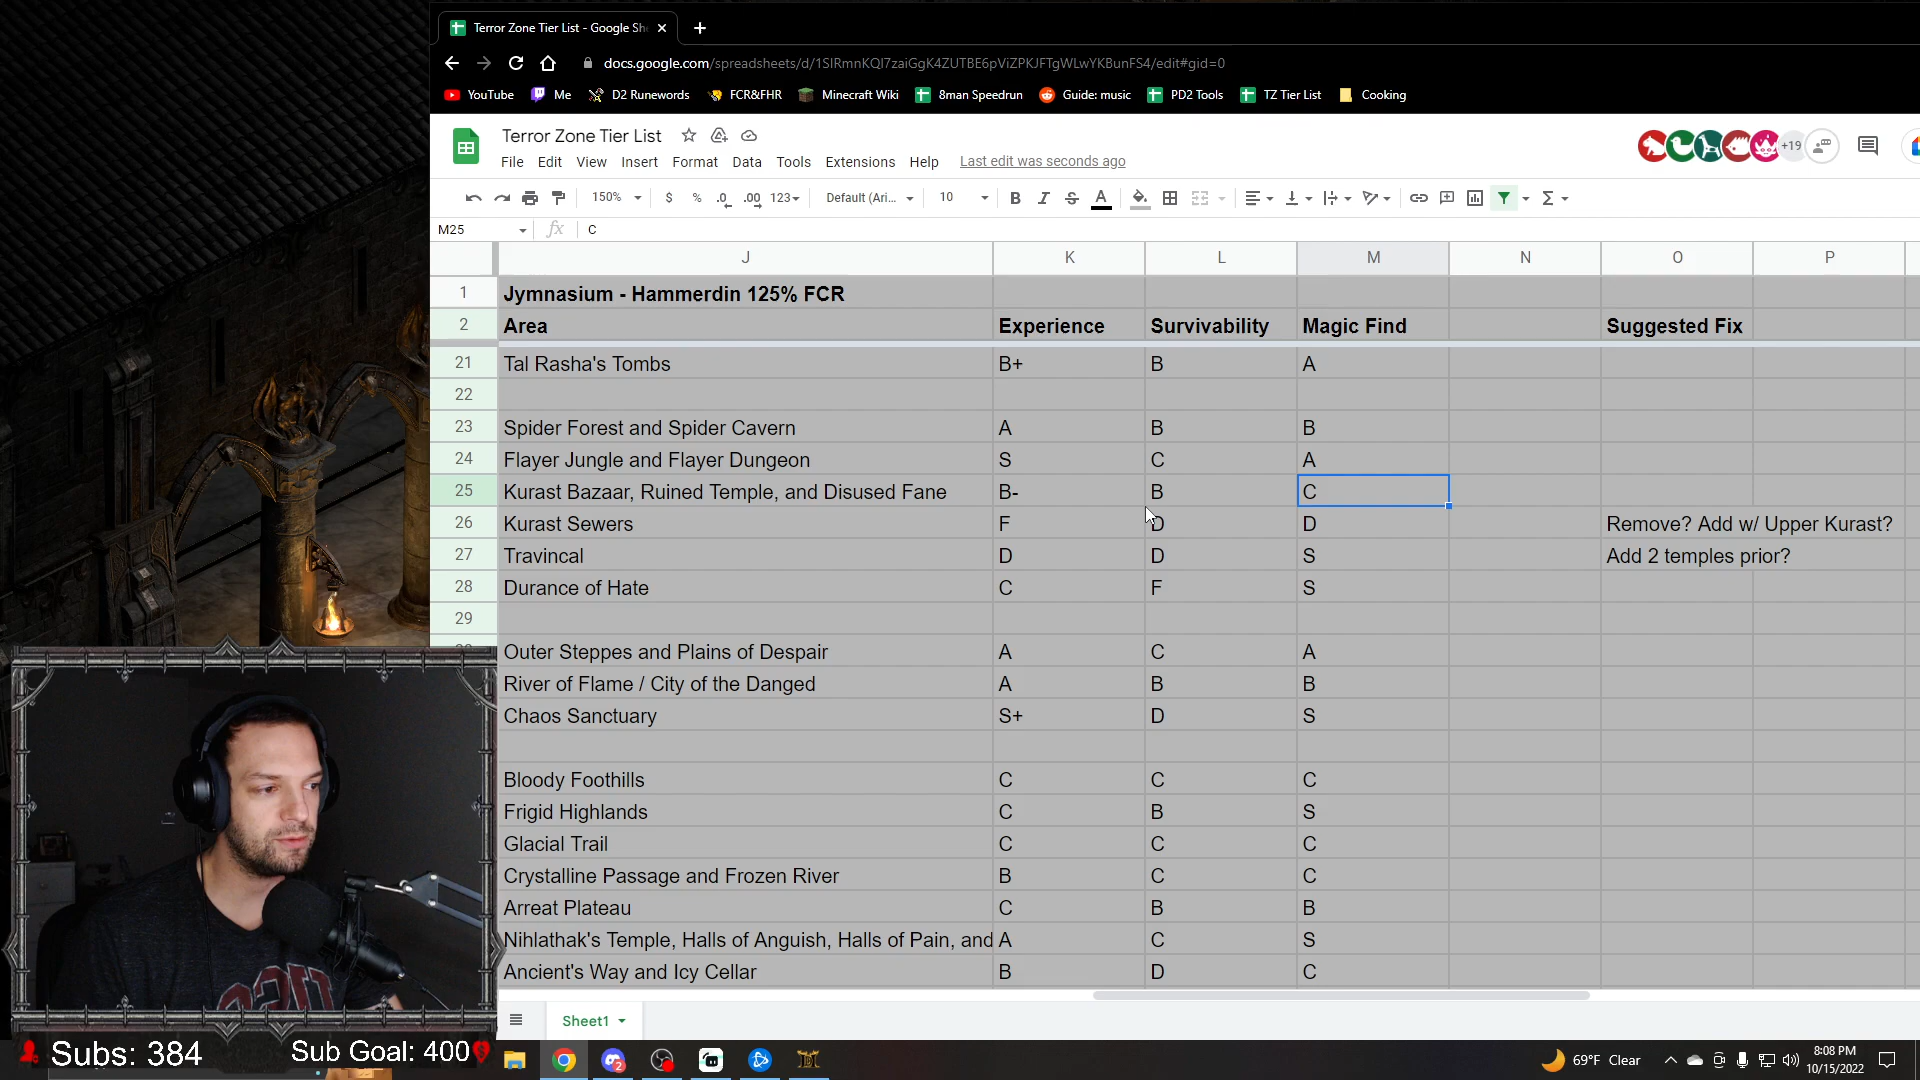 Terror Zone Tier List - Google Sh
docs.google.com/spreadsheets/d/1SlRmnKQI7zaiGgK4ZUTBE6pViZPKJFTgWLwYKBunFS4/edit#gid=0
YouTube Me D2 Runewords FCR&FHR Minecraft Wiki 8man Speedrun Guide: music PD2 Tools TZ Tier List Cooking
Terror Zone Tier List
+19
File Edit View Insert Format Data Tools Extensions Help Last edit was seconds ago
150% $ % .0 .00 123 Default (Ari... 10 B I S A Σ
M25 fx C
J K L M N O P
1 Jymnasium - Hammerdin 125% FCR
2 Area Experience Survivability Magic Find Suggested Fix
21 Tal Rasha's Tombs B+ B A
22
23 Spider Forest and Spider Cavern A B B
24 Flayer Jungle and Flayer Dungeon S C A
25 Kurast Bazaar, Ruined Temple, and Disused Fane B- B C
26 Kurast Sewers F D D Remove? Add w/ Upper Kurast?
27 Travincal D D S Add 2 temples prior?
28 Durance of Hate C F S
29
Outer Steppes and Plains of Despair A C A
River of Flame / City of the Danged A B B
Chaos Sanctuary S+ D S
Bloody Foothills C C C
Frigid Highlands C B S
Glacial Trail C C C
Crystalline Passage and Frozen River B C C
Arreat Plateau C B B
Nihlathak's Temple, Halls of Anguish, Halls of Pain, and A C S
Ancient's Way and Icy Cellar B D C
Sheet1
Subs: 384 Sub Goal: 400
2
69°F Clear
8:08 PM
10/15/2022